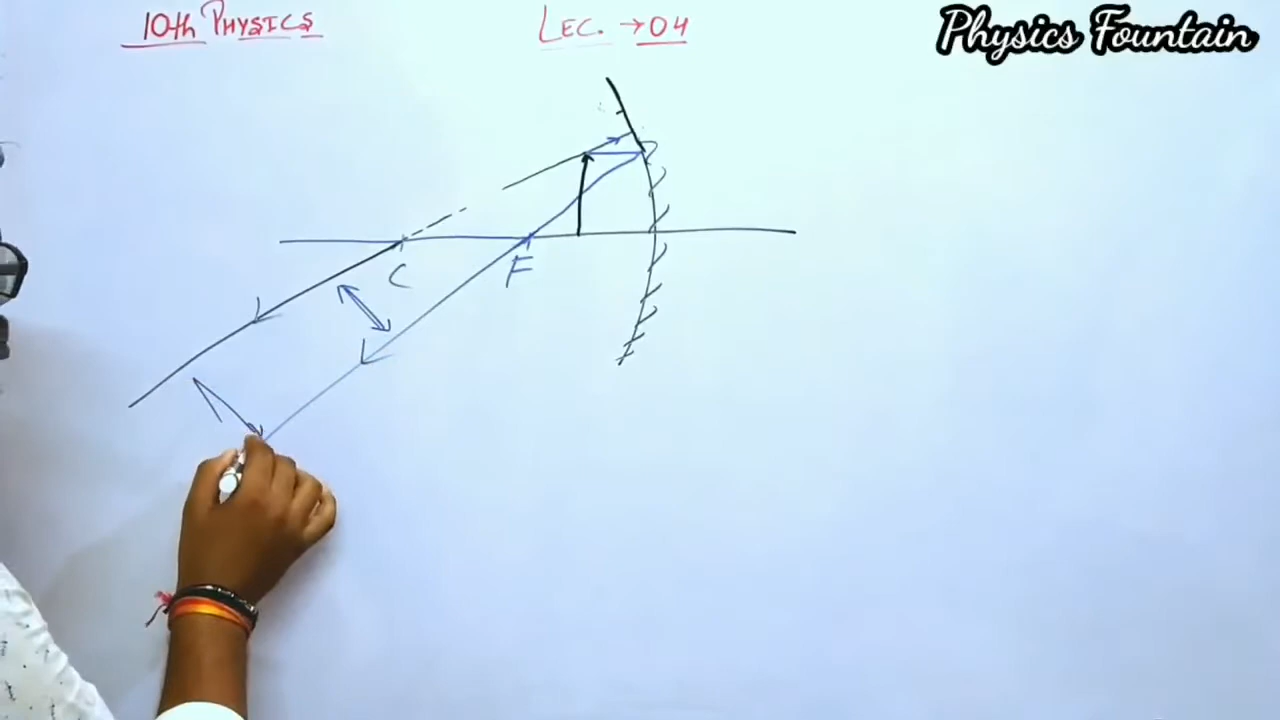 10th PHYSICS
LEC. → 04
Physics Fountain
C
F